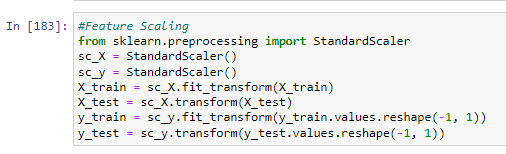 In [183]:
#Feature Scaling
from sklearn.preprocessing import StandardScaler
sc_X = StandardScaler()
sc_y = StandardScaler()
X_train = sc_X.fit_transform(X_train)
X_test = sc_X.transform(X_test)
y_train = sc_y.fit_transform(y_train.values.reshape(-1, 1))
y_test = sc_y.transform(y_test.values.reshape(-1, 1))